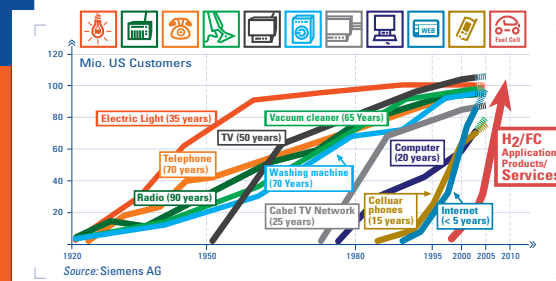 WEB
Fuel Cell
120
Mio. US Customers
100
80
60
40
20
Electric Light (35 years)
Vacuum cleaner (65 Years)
TV (50 years)
Telephone
(70 years)
Washing machine
(70 Years)
Computer
(20 years)
Radio (90 years)
Cabel TV Network
(25 years)
Celluar
phones
(15 years)
Internet
(< 5 years)
H2/FC
Application
Products/
Services
1920
1950
1980
1995
2000
2005
2010
Source: Siemens AG